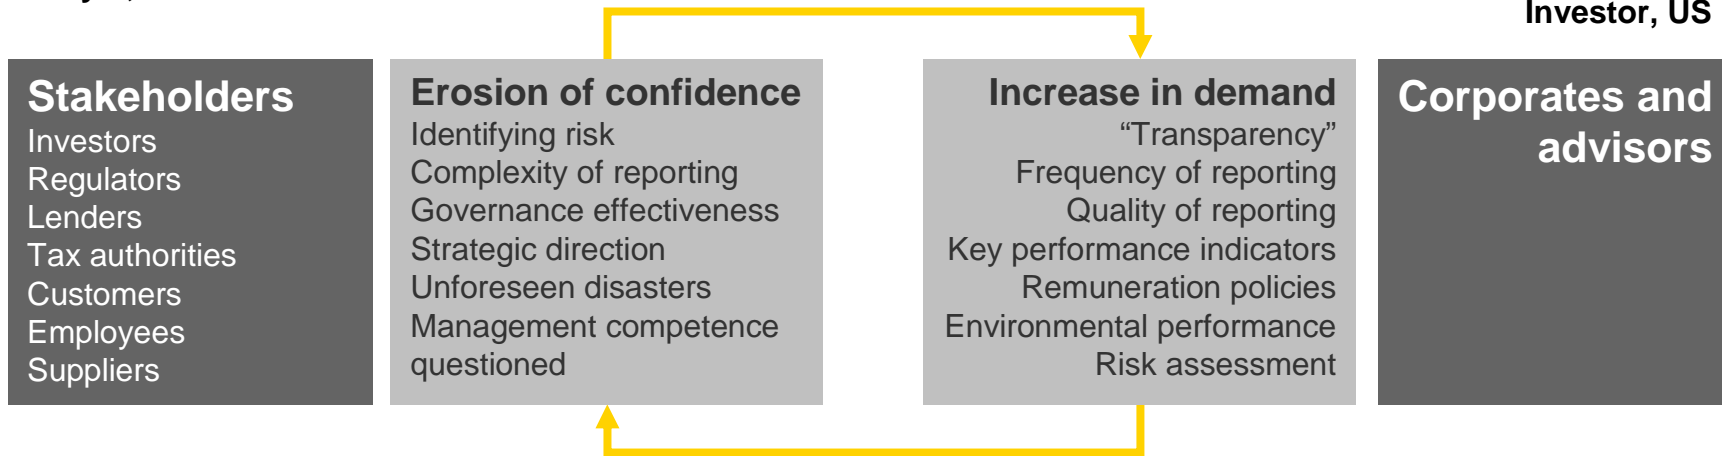 Investor, US
Stakeholders
Investors
Regulators
Lenders
Tax authorities
Customers
Employees
Suppliers
Erosion of confidence
Identifying risk
Complexity of reporting
Governance effectiveness
Strategic direction
Unforeseen disasters
Management competence
questioned
Increase in demand
“Transparency”
Frequency of reporting
Quality of reporting
Key performance indicators
Remuneration policies
Environmental performance
Risk assessment
Corporates and
advisors